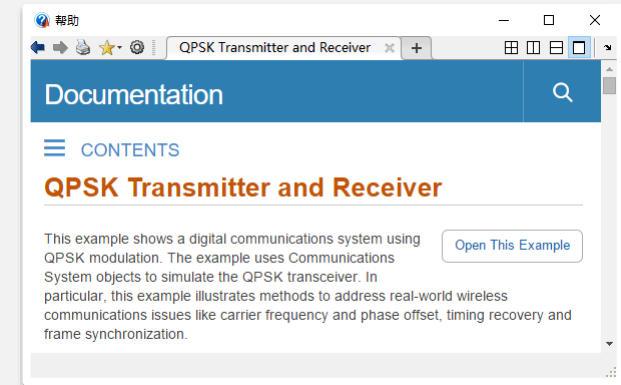 帮助
QPSK Transmitter and Receiver
Documentation
CONTENTS
QPSK Transmitter and Receiver
This example shows a digital communications system using
QPSK modulation. The example uses Communications
System objects to simulate the QPSK transceiver. In
particular, this example illustrates methods to address real-world wireless
communications issues like carrier frequency and phase offset, timing recovery and
frame synchronization.
Open This Example